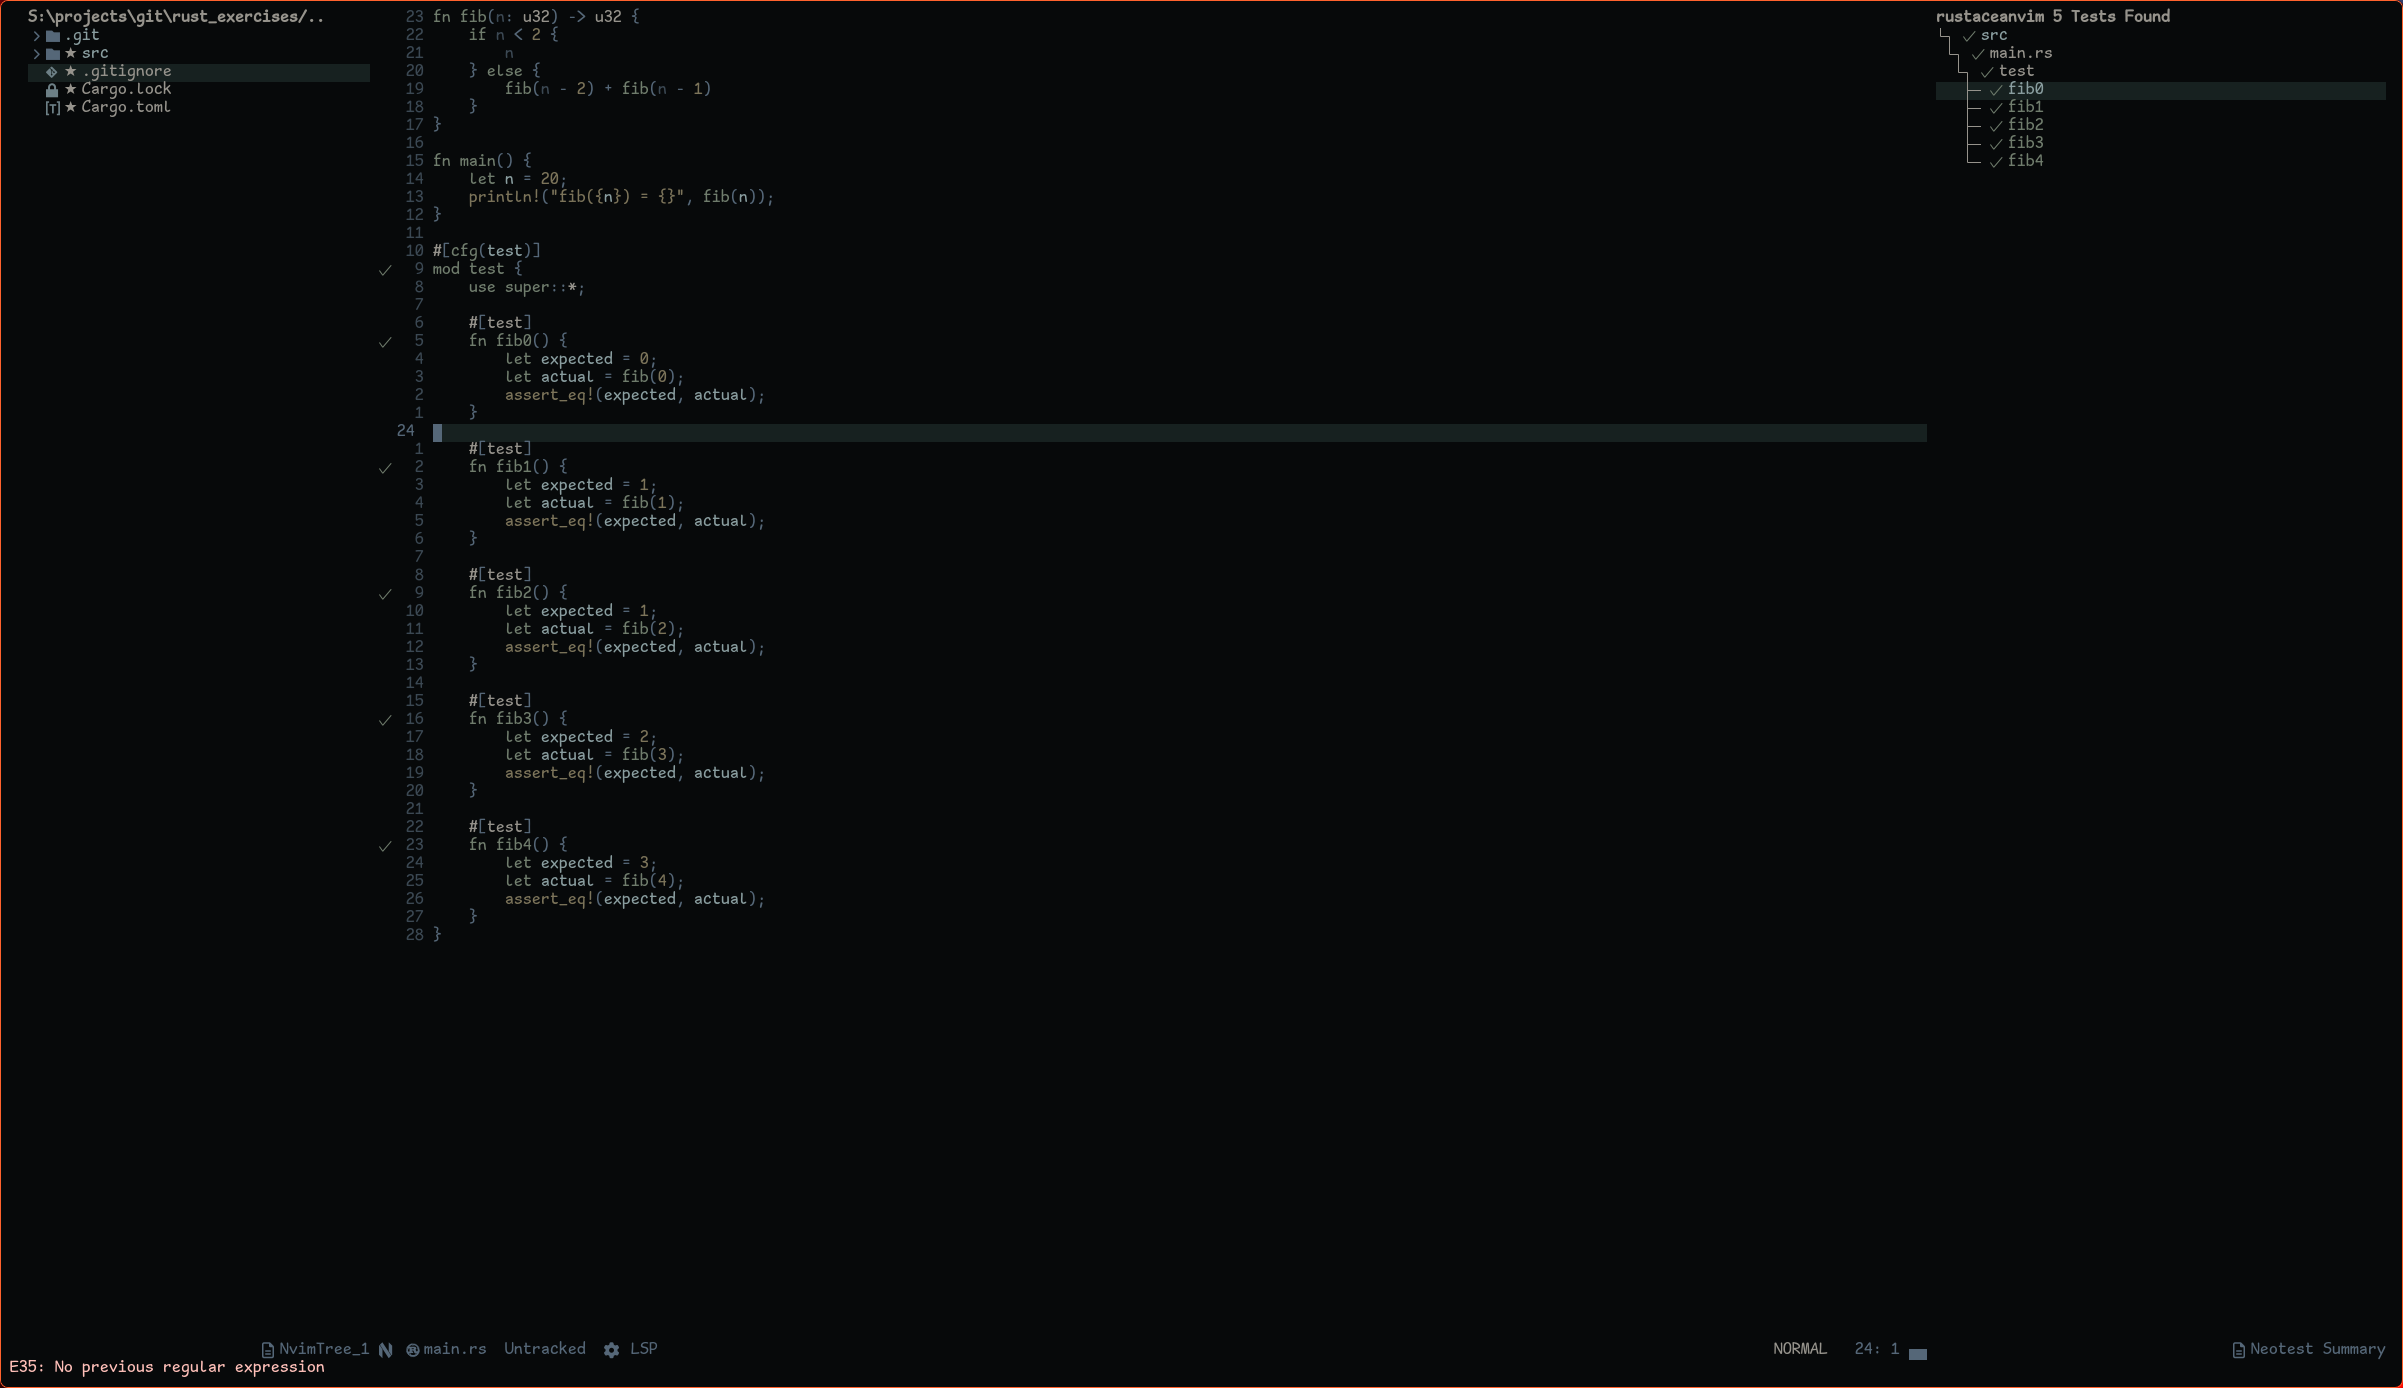 S:\projects\git\rust_exercises/..
.git
★ src
★ .gitignore
★ Cargo.lock
[T] ★ Cargo.toml
23 fn fib(n: u32) -> u32 {
22     if n < 2 {
21         n
20     } else {
19         fib(n - 2) + fib(n - 1)
18     }
17 }
16
15 fn main() {
14     let n = 20;
13     println!("fib({n}) = {}", fib(n));
12 }
11
10 #[cfg(test)]
✓ 9 mod test {
8     use super::*;
7
6     #[test]
✓ 5     fn fib0() {
4         let expected = 0;
3         let actual = fib(0);
2         assert_eq!(expected, actual);
1     }
24
1     #[test]
✓ 2     fn fib1() {
3         let expected = 1;
4         let actual = fib(1);
5         assert_eq!(expected, actual);
6     }
7
8     #[test]
✓ 9     fn fib2() {
10         let expected = 1;
11         let actual = fib(2);
12         assert_eq!(expected, actual);
13     }
14
15     #[test]
✓ 16     fn fib3() {
17         let expected = 2;
18         let actual = fib(3);
19         assert_eq!(expected, actual);
20     }
21
22     #[test]
✓ 23     fn fib4() {
24         let expected = 3;
25         let actual = fib(4);
26         assert_eq!(expected, actual);
27     }
28 }
rustaceanvim 5 Tests Found
✓ src
✓ main.rs
✓ test
✓ fib0
✓ fib1
✓ fib2
✓ fib3
✓ fib4
NvimTree_1 main.rs Untracked LSP NORMAL 24: 1 Neotest Summary
E35: No previous regular expression